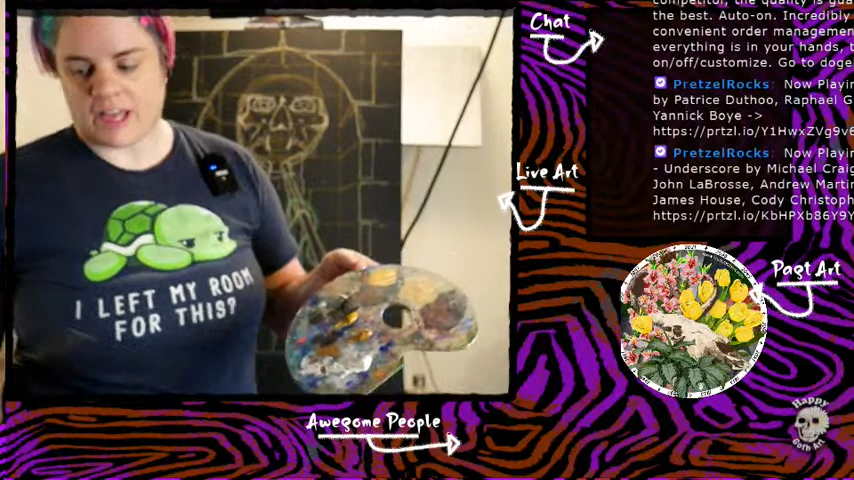 Chat
competitor, the quality is gua
the best. Auto-on. Incredibly
convenient order managemen
everything is in your hands, t
on/off/customize. Go to doge
PretzelRocks: Now Playin
by Patrice Duthoo, Raphael G
Yannick Boye ->
https://prtzl.io/Y1HwxZVg9v6
PretzelRocks: Now Playin
- Underscore by Michael Craig
John LaBrosse, Andrew Martin
James House, Cody Christoph
https://prtzl.io/KbHPXb86Y9Y
Live Art
Past Art
I LEFT MY ROOM
FOR THIS?
Awesome People
Happy
Goth Art